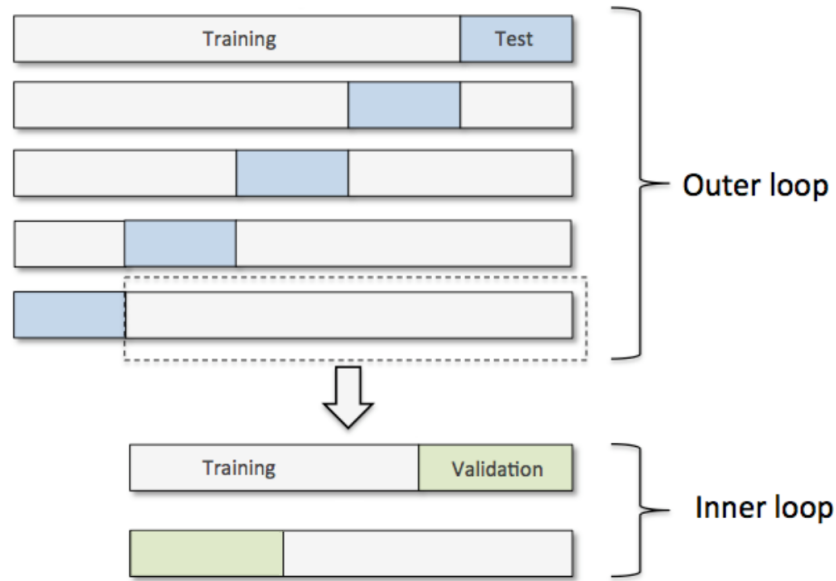 Training
Test
Outer loop
Training
Validation
Inner loop